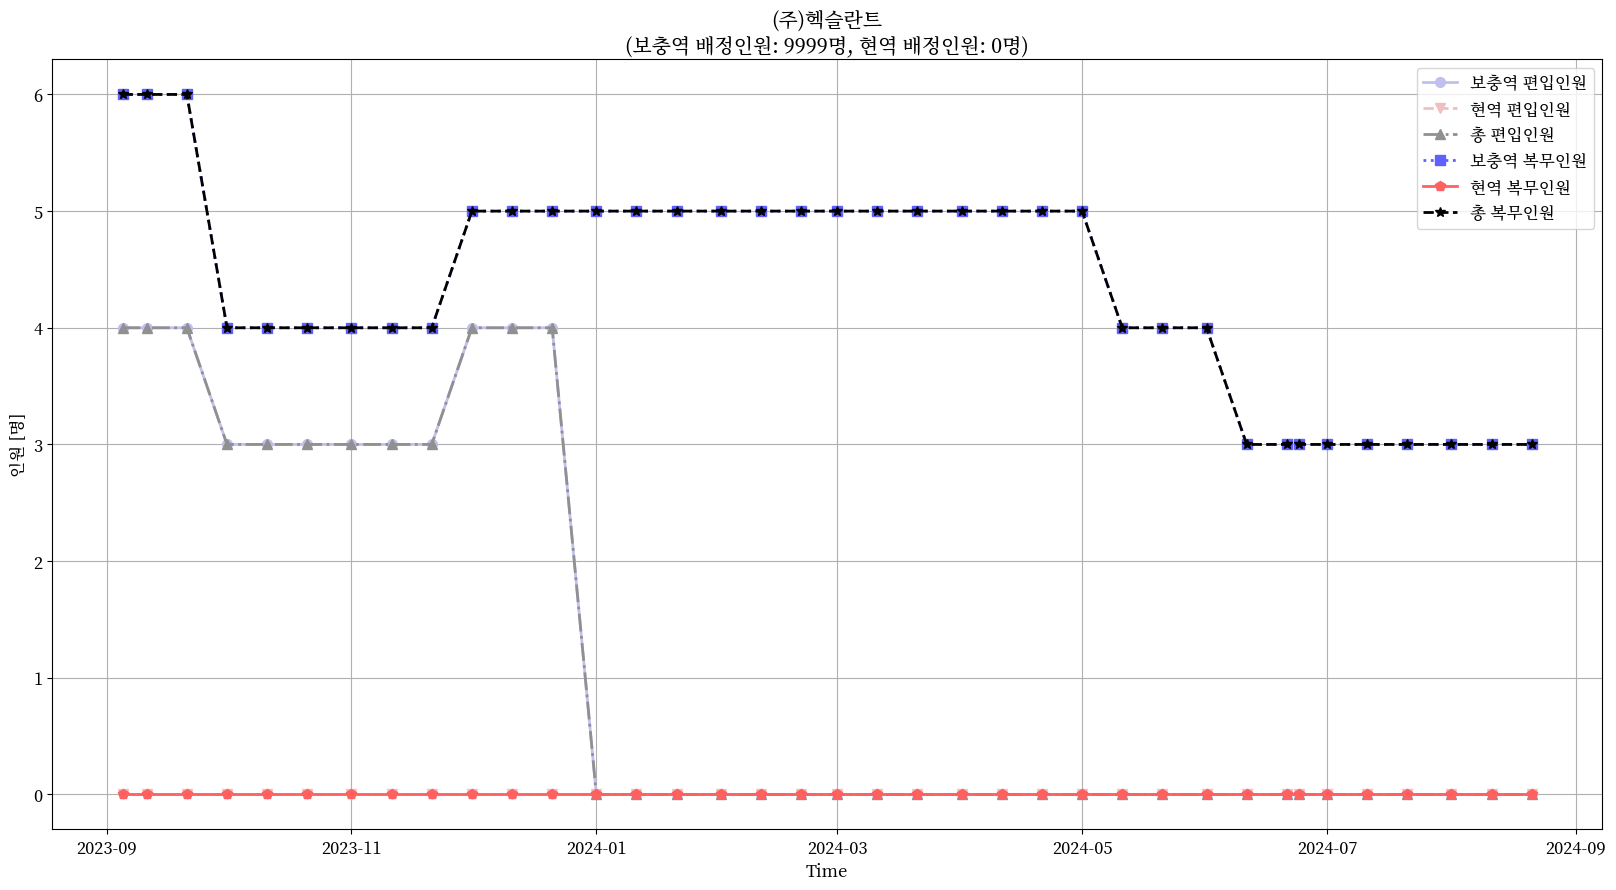 (주)헥슬란트
(보충역 배정인원: 9999명, 현역 배정인원: 0명)
보충역 편입인원
현역 편입인원
총 편입인원
보충역 복무인원
현역 복무인원
총 복무인원
인원 [명]
6
5
4
3
2
1
0
2023-09
2023-11
2024-01
2024-03
2024-05
2024-07
2024-09
Time